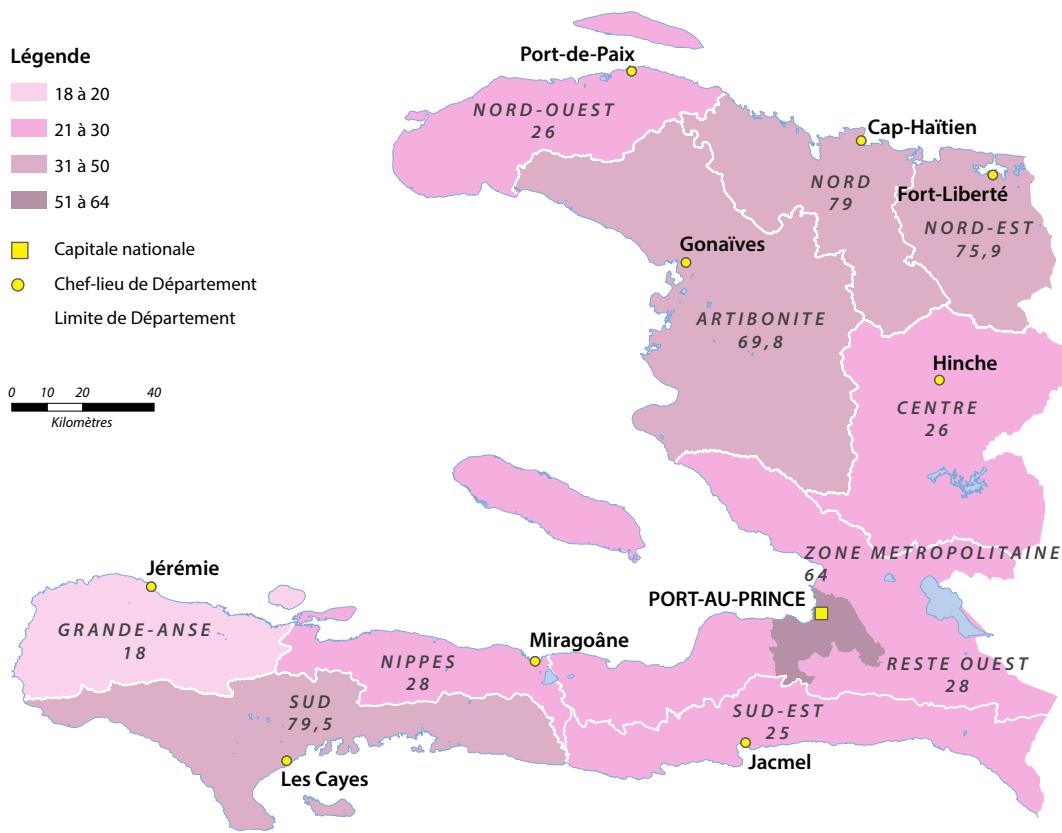 Légende
18 à 20
21 à 30
31 à 50
51 à 64
Capitale nationale
Chef-lieu de Département
Limite de Département
0 10 20 40
Kilomètres
Port-de-Paix
NORD-OUEST
26
Cap-Haïtien
NORD
79
Fort-Liberté
NORD-EST
75,9
Gonaïves
ARTIBONITE
69,8
Hinche
CENTRE
26
ZONE METROPOLITAINE
64
PORT-AU-PRINCE
Jérémie
GRANDE-ANSE
18
Miragoâne
NIPPES
28
RESTE OUEST
28
SUD
79,5
SUD-EST
25
Jacmel
Les Cayes